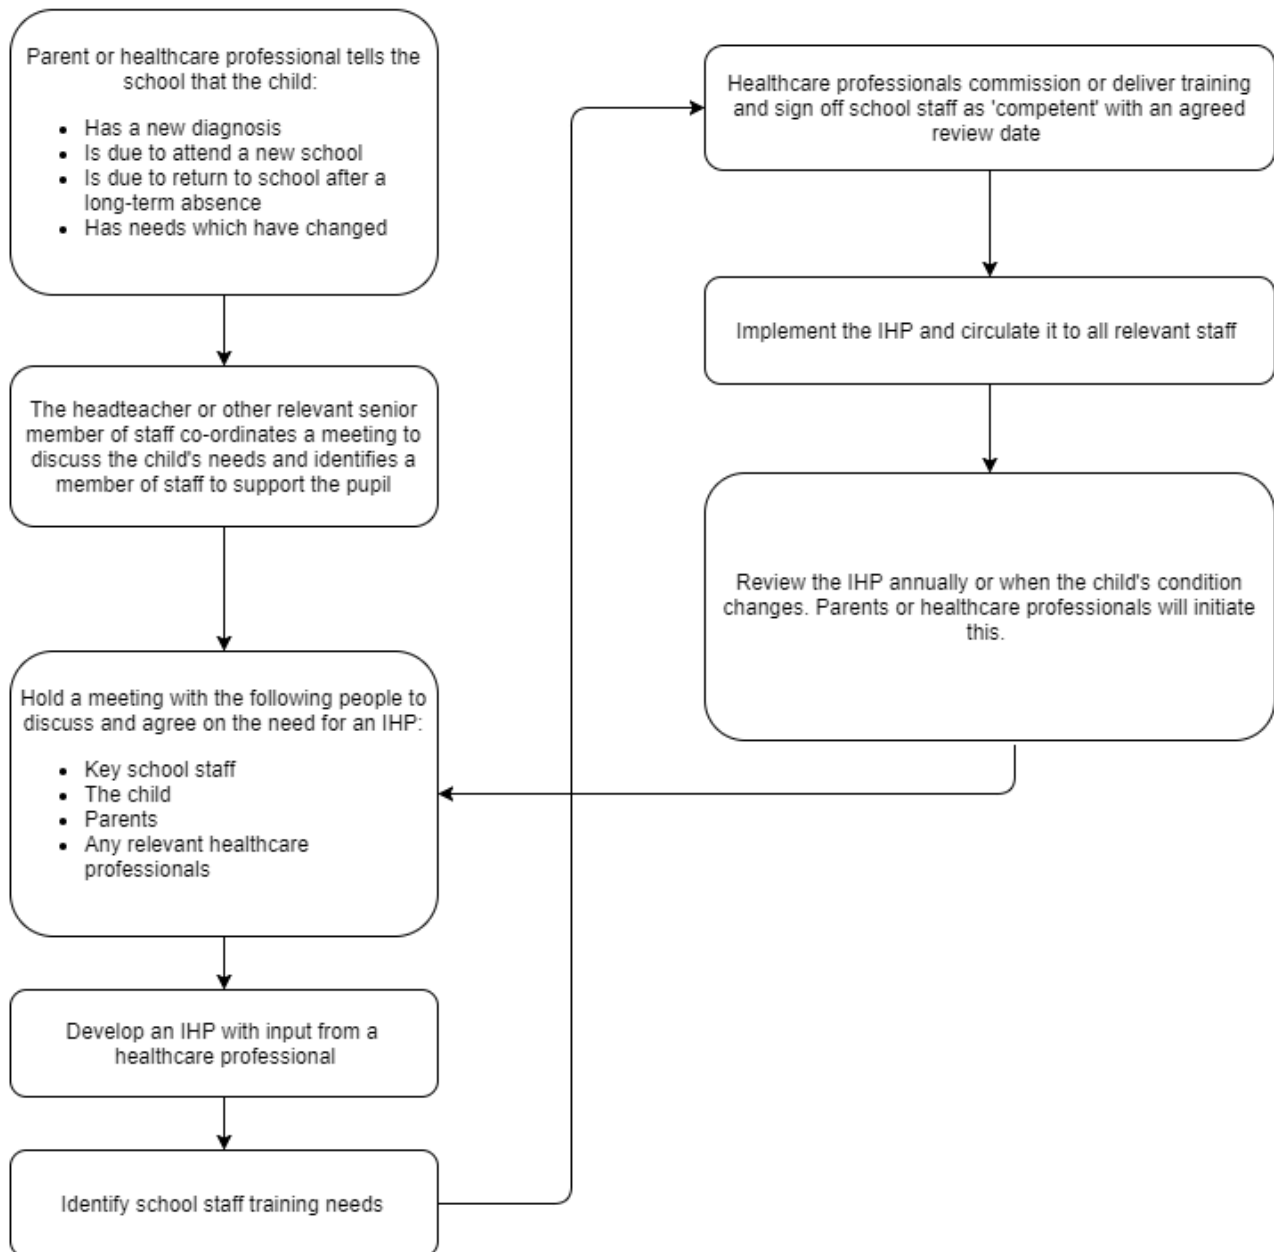 Parent or healthcare professional tells the
school that the child:
• Has a new diagnosis
• Is due to attend a new school
• Is due to return to school after a
long-term absence
• Has needs which have changed
The headteacher or other relevant senior
member of staff co-ordinates a meeting to
discuss the child's needs and identifies a
member of staff to support the pupil
Hold a meeting with the following people to
discuss and agree on the need for an IHP:
• Key school staff
• The child
• Parents
• Any relevant healthcare
professionals
Develop an IHP with input from a
healthcare professional
Identify school staff training needs
Healthcare professionals commission or deliver training
and sign off school staff as 'competent' with an agreed
review date
Implement the IHP and circulate it to all relevant staff
Review the IHP annually or when the child's condition
changes. Parents or healthcare professionals will initiate
this.